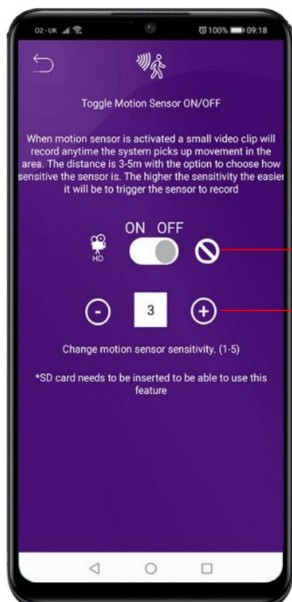 O2-UK 100% 09:18
Toggle Motion Sensor ON/OFF
When motion sensor is activated a small video clip will
record anytime the system picks up movement in the
area. The distance is 3-5m with the option to choose how
sensitive the sensor is. The higher the sensitivity the easier
it will be to trigger the sensor to record
ON OFF
HD
- 3 +
Change motion sensor sensitivity. (1-5)
*SD card needs to be inserted to be able to use this
feature